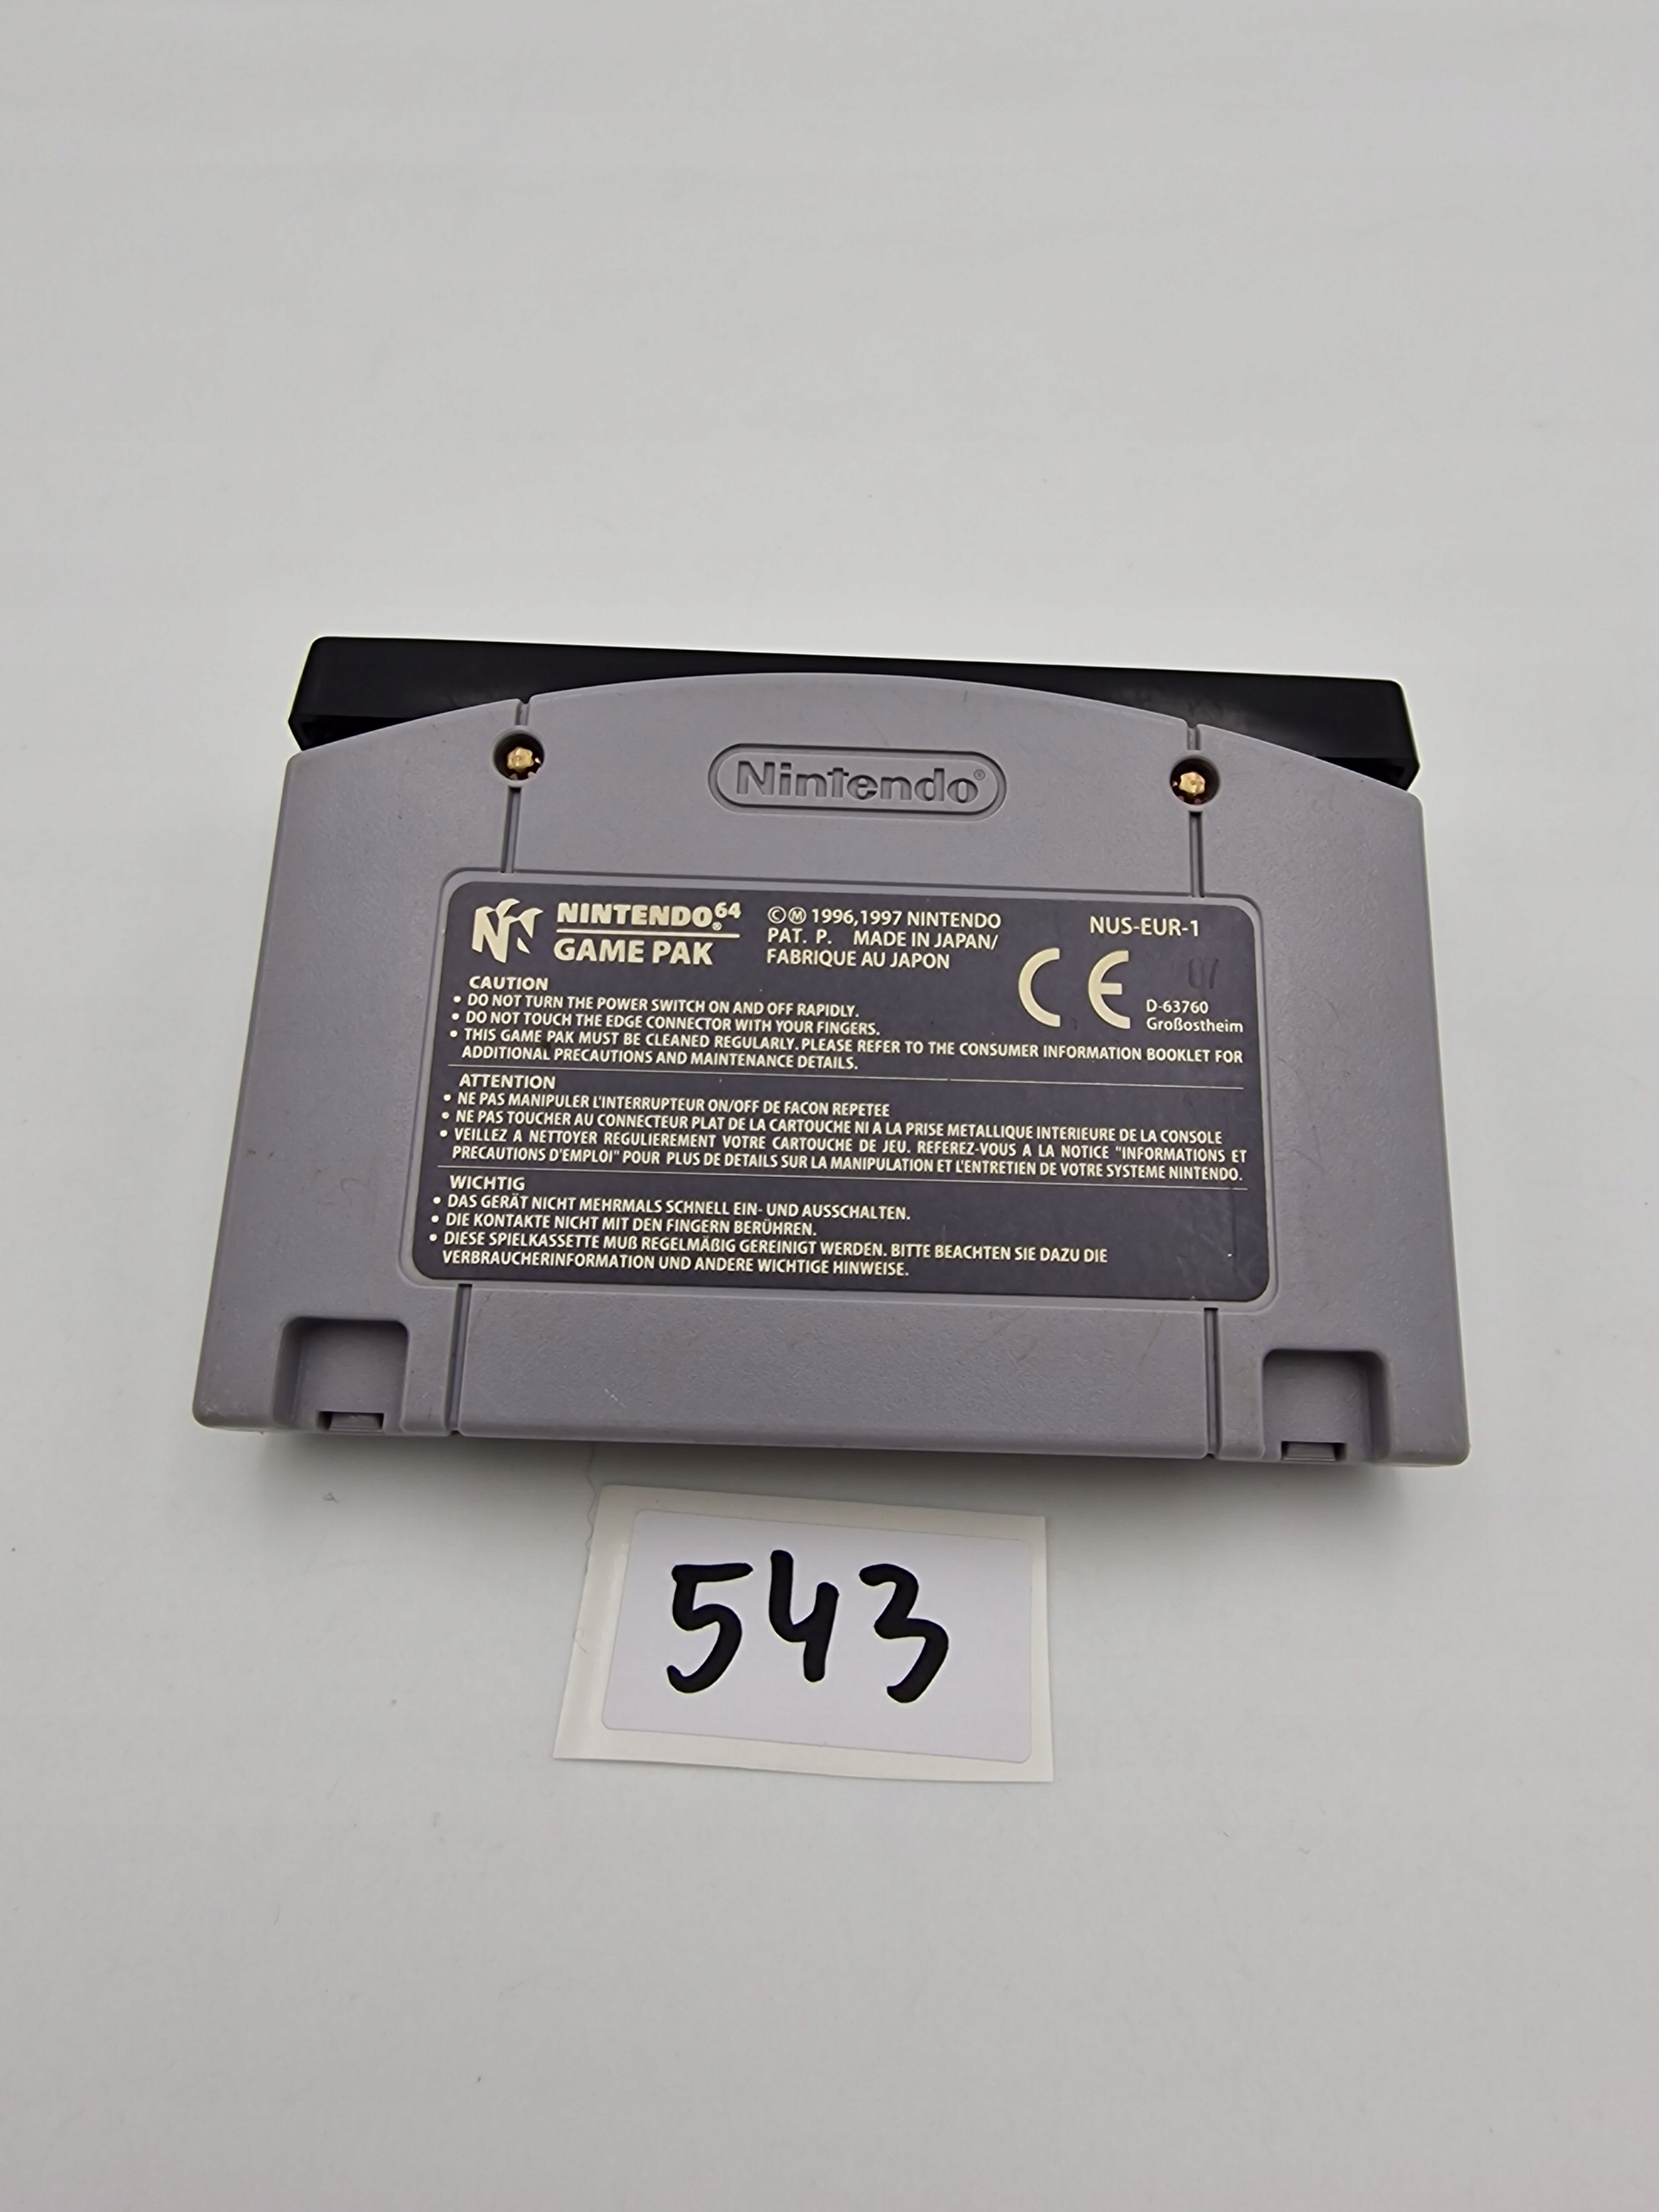 Nintendo®
NINTENDO64®
GAME PAK
©Ⓜ 1996,1997 NINTENDO
PAT. P. MADE IN JAPAN/
FABRIQUE AU JAPON
NUS-EUR-1
CE
07
D-63760
Großostheim
CAUTION
• DO NOT TURN THE POWER SWITCH ON AND OFF RAPIDLY.
• DO NOT TOUCH THE EDGE CONNECTOR WITH YOUR FINGERS.
• THIS GAME PAK MUST BE CLEANED REGULARLY. PLEASE REFER TO THE CONSUMER INFORMATION BOOKLET FOR
ADDITIONAL PRECAUTIONS AND MAINTENANCE DETAILS.
ATTENTION
• NE PAS MANIPULER L'INTERRUPTEUR ON/OFF DE FACON REPETEE
• NE PAS TOUCHER AU CONNECTEUR PLAT DE LA CARTOUCHE NI A LA PRISE METALLIQUE INTERIEURE DE LA CONSOLE
• VEILLEZ A NETTOYER REGULIEREMENT VOTRE CARTOUCHE DE JEU. REFEREZ-VOUS A LA NOTICE "INFORMATIONS ET
PRECAUTIONS D'EMPLOI" POUR PLUS DE DETAILS SUR LA MANIPULATION ET L'ENTRETIEN DE VOTRE SYSTEME NINTENDO.
WICHTIG
• DAS GERÄT NICHT MEHRMALS SCHNELL EIN- UND AUSSCHALTEN.
• DIE KONTAKTE NICHT MIT DEN FINGERN BERÜHREN.
• DIESE SPIELKASSETTE MUß REGELMÄßIG GEREINIGT WERDEN. BITTE BEACHTEN SIE DAZU DIE
VERBRAUCHERINFORMATION UND ANDERE WICHTIGE HINWEISE.
543